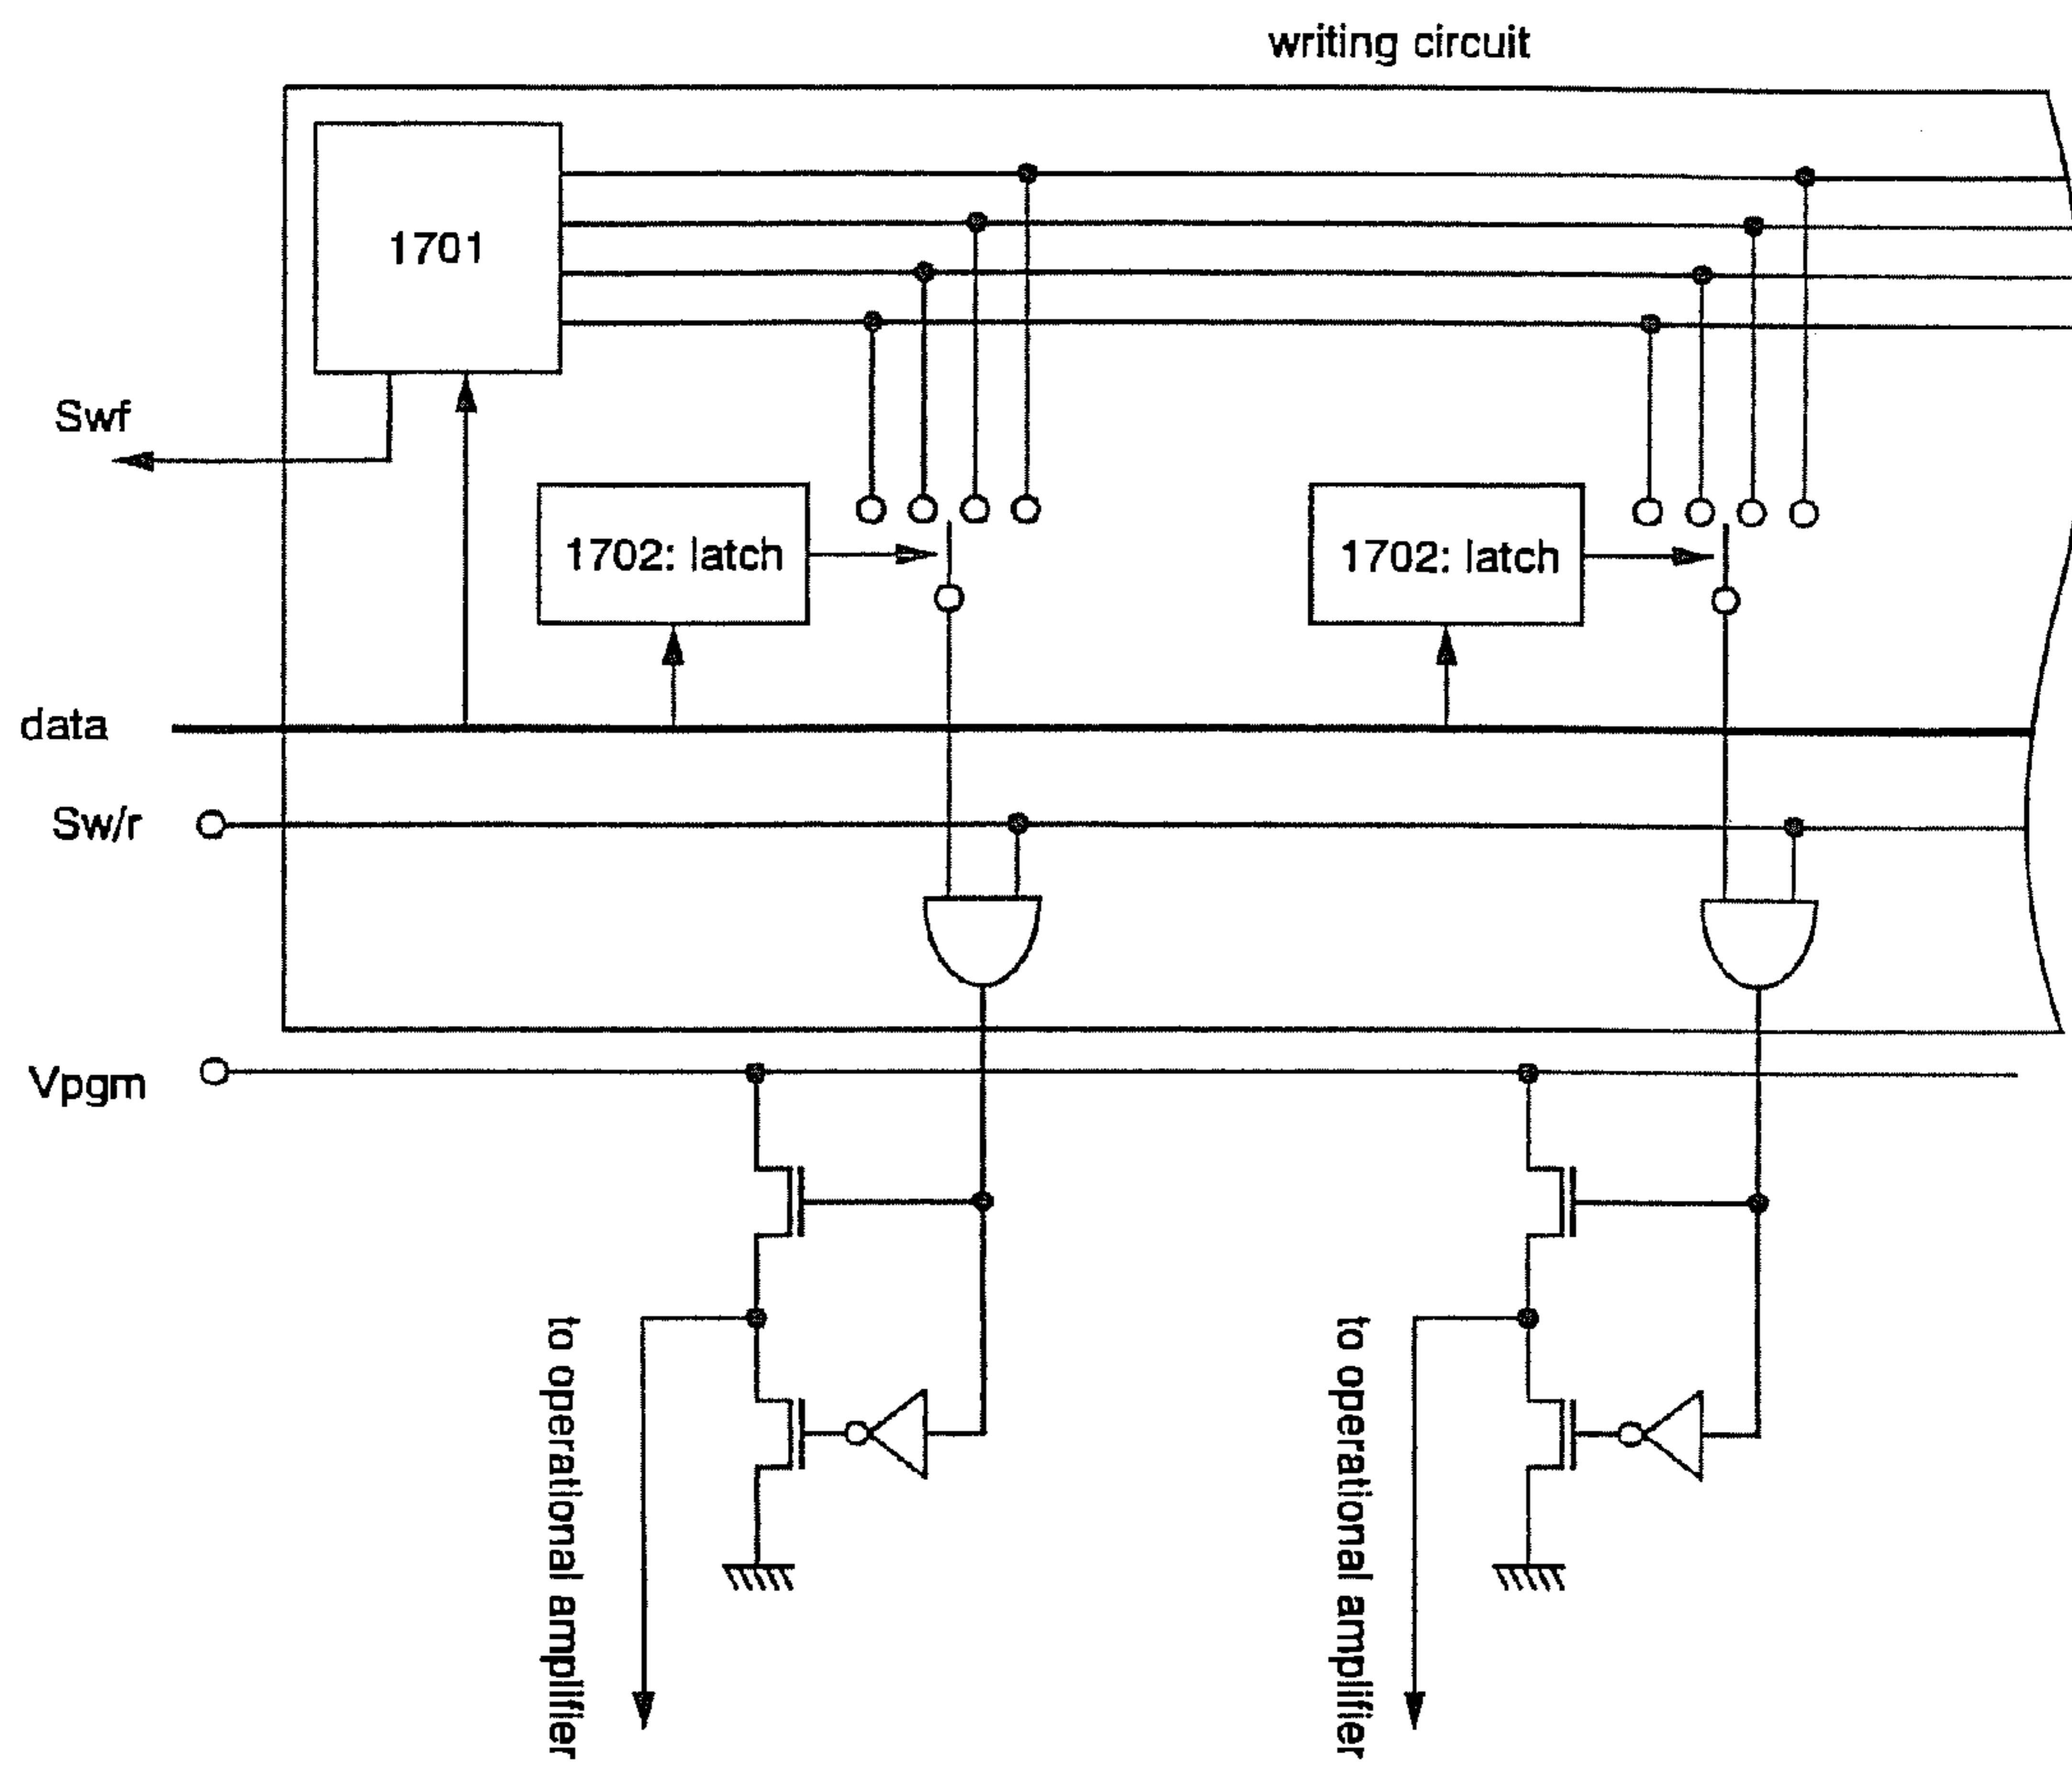 writing circuit
1701
Swf
1702: latch
1702: latch
data
Sw/r
Vpgm
to operational amplifier
to operational amplifier